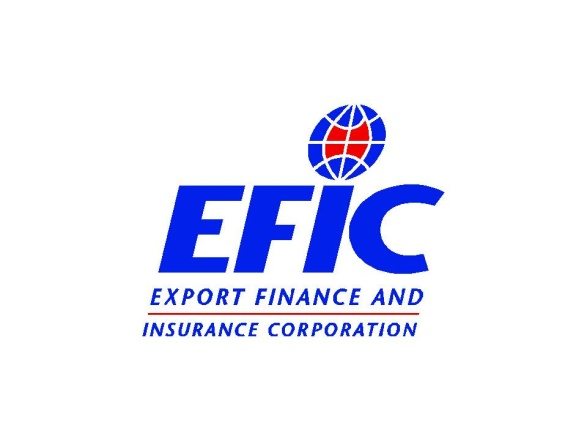 EFIC
EXPORT FINANCE AND
INSURANCE CORPORATION